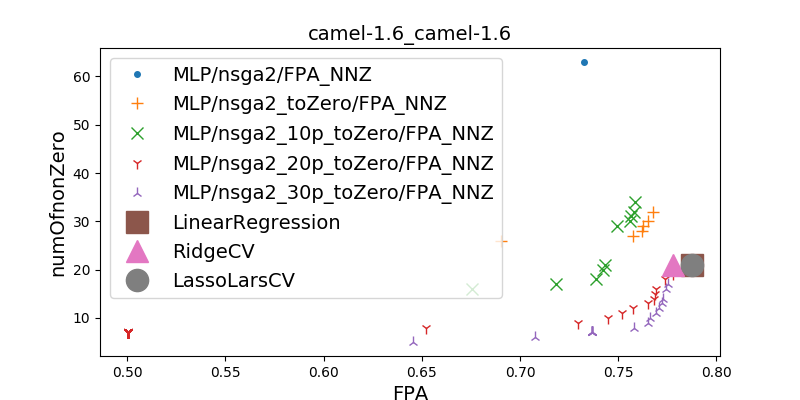 camel-1.6_camel-1.6
MLP/nsga2/FPA_NNZ
MLP/nsga2_toZero/FPA_NNZ
MLP/nsga2_10p_toZero/FPA_NNZ
MLP/nsga2_20p_toZero/FPA_NNZ
MLP/nsga2_30p_toZero/FPA_NNZ
LinearRegression
RidgeCV
LassoLarsCV
numOfnonZero
60
50
40
30
20
10
0.50 0.55 0.60 0.65 0.70 0.75 0.80
FPA